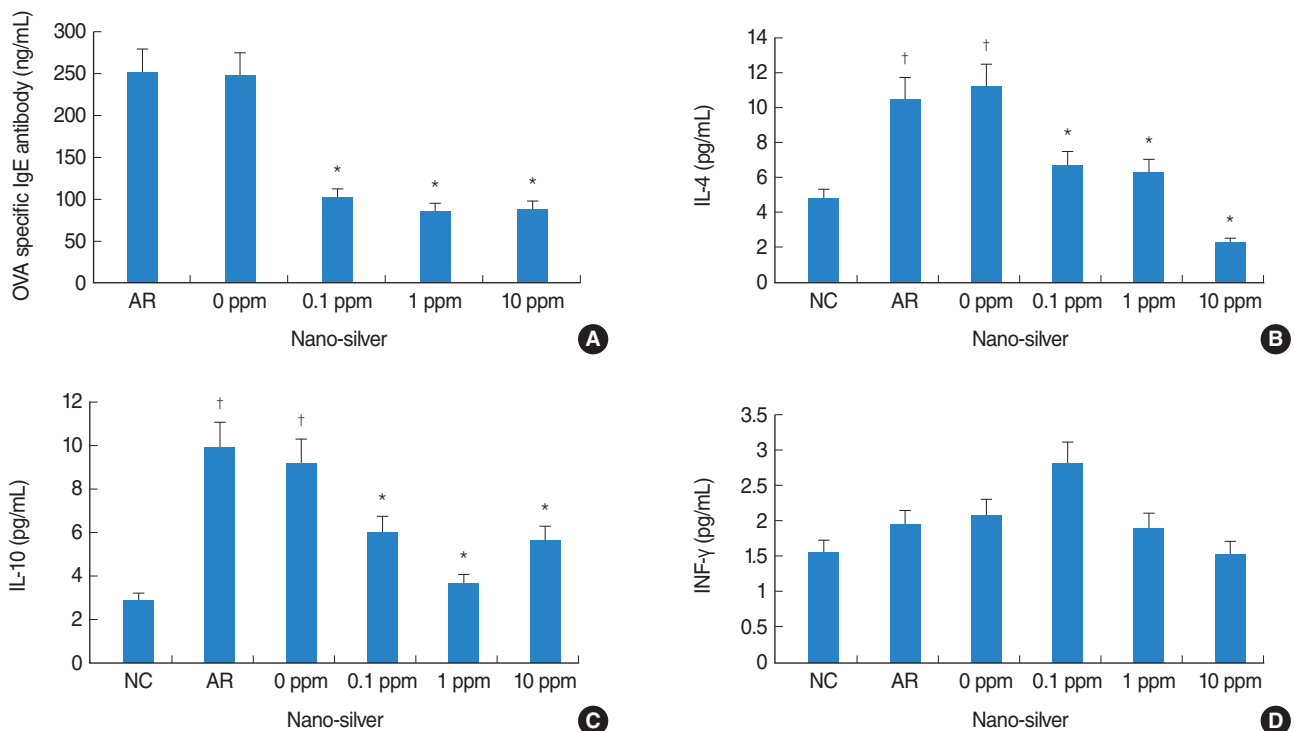 OVA specific IgE antibody (ng/mL)
300
250
200
150
100
50
0
*
*
*
AR
0 ppm
0.1 ppm
1 ppm
10 ppm
Nano-silver
A
IL-4 (pg/mL)
14
12
10
8
6
4
2
0
†
†
*
*
*
NC
AR
0 ppm
0.1 ppm
1 ppm
10 ppm
Nano-silver
B
IL-10 (pg/mL)
12
10
8
6
4
2
0
†
†
*
*
*
NC
AR
0 ppm
0.1 ppm
1 ppm
10 ppm
Nano-silver
C
INF-γ (pg/mL)
3.5
3
2.5
2
1.5
1
0.5
0
NC
AR
0 ppm
0.1 ppm
1 ppm
10 ppm
Nano-silver
D